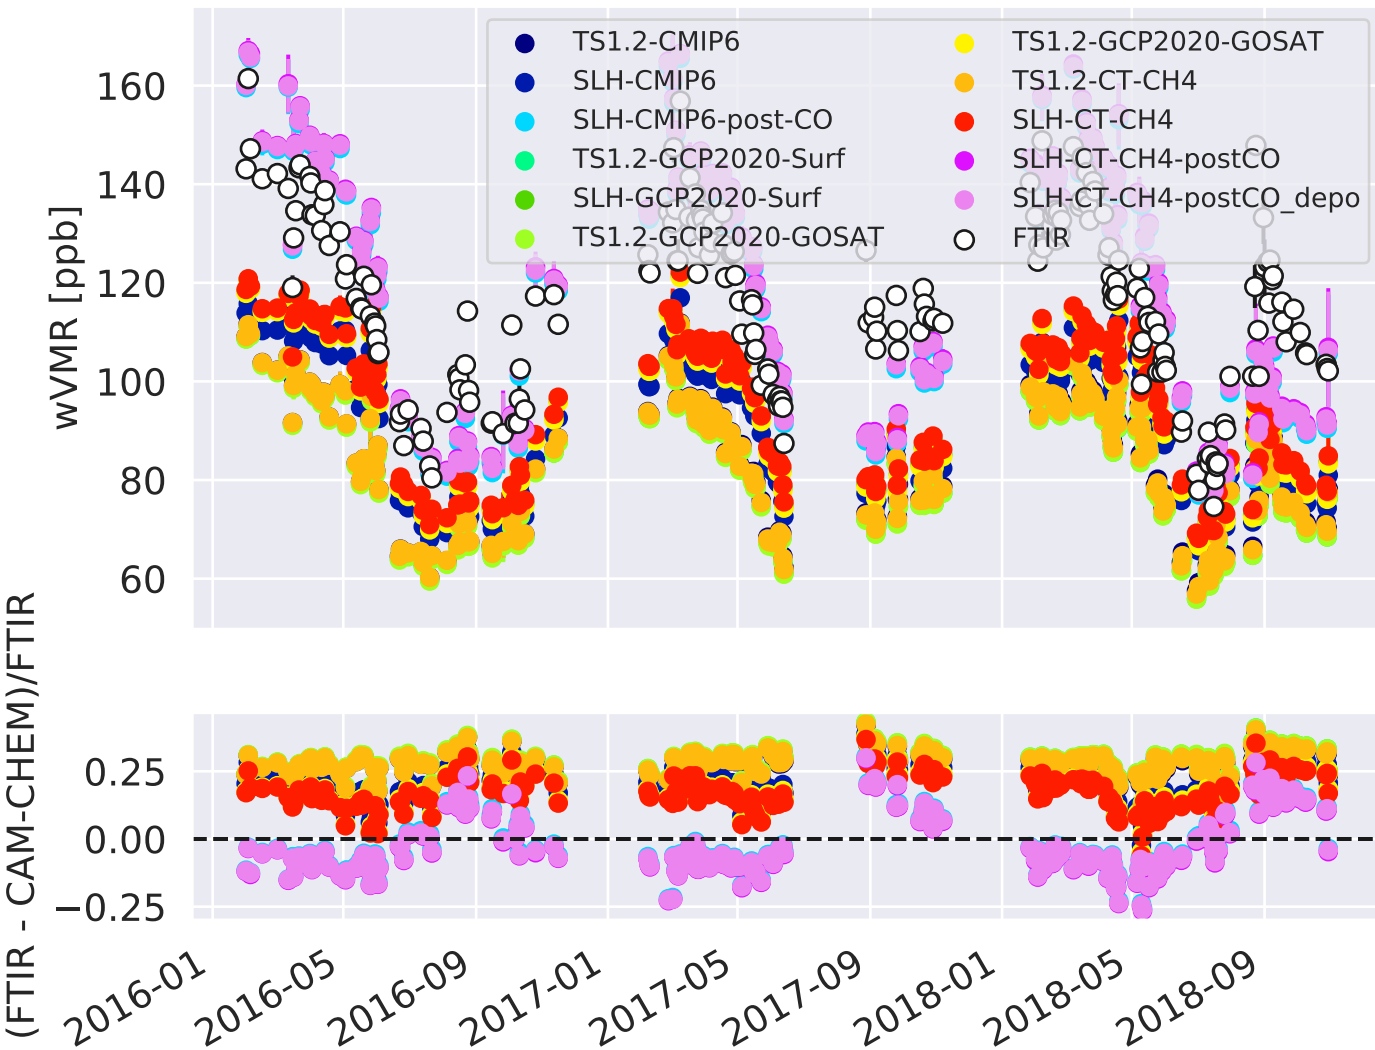 160
140
120
100
80
60
wVMR [ppb]
TS1.2-CMIP6
SLH-CMIP6
SLH-CMIP6-post-CO
TS1.2-GCP2020-Surf
SLH-GCP2020-Surf
TS1.2-GCP2020-GOSAT
TS1.2-GCP2020-GOSAT
TS1.2-CT-CH4
SLH-CT-CH4
SLH-CT-CH4-postCO
SLH-CT-CH4-postCO_depo
FTIR
0.25
0.00
−0.25
(FTIR - CAM-CHEM)/FTIR
2016-01
2016-05
2016-09
2017-01
2017-05
2017-09
2018-01
2018-05
2018-09